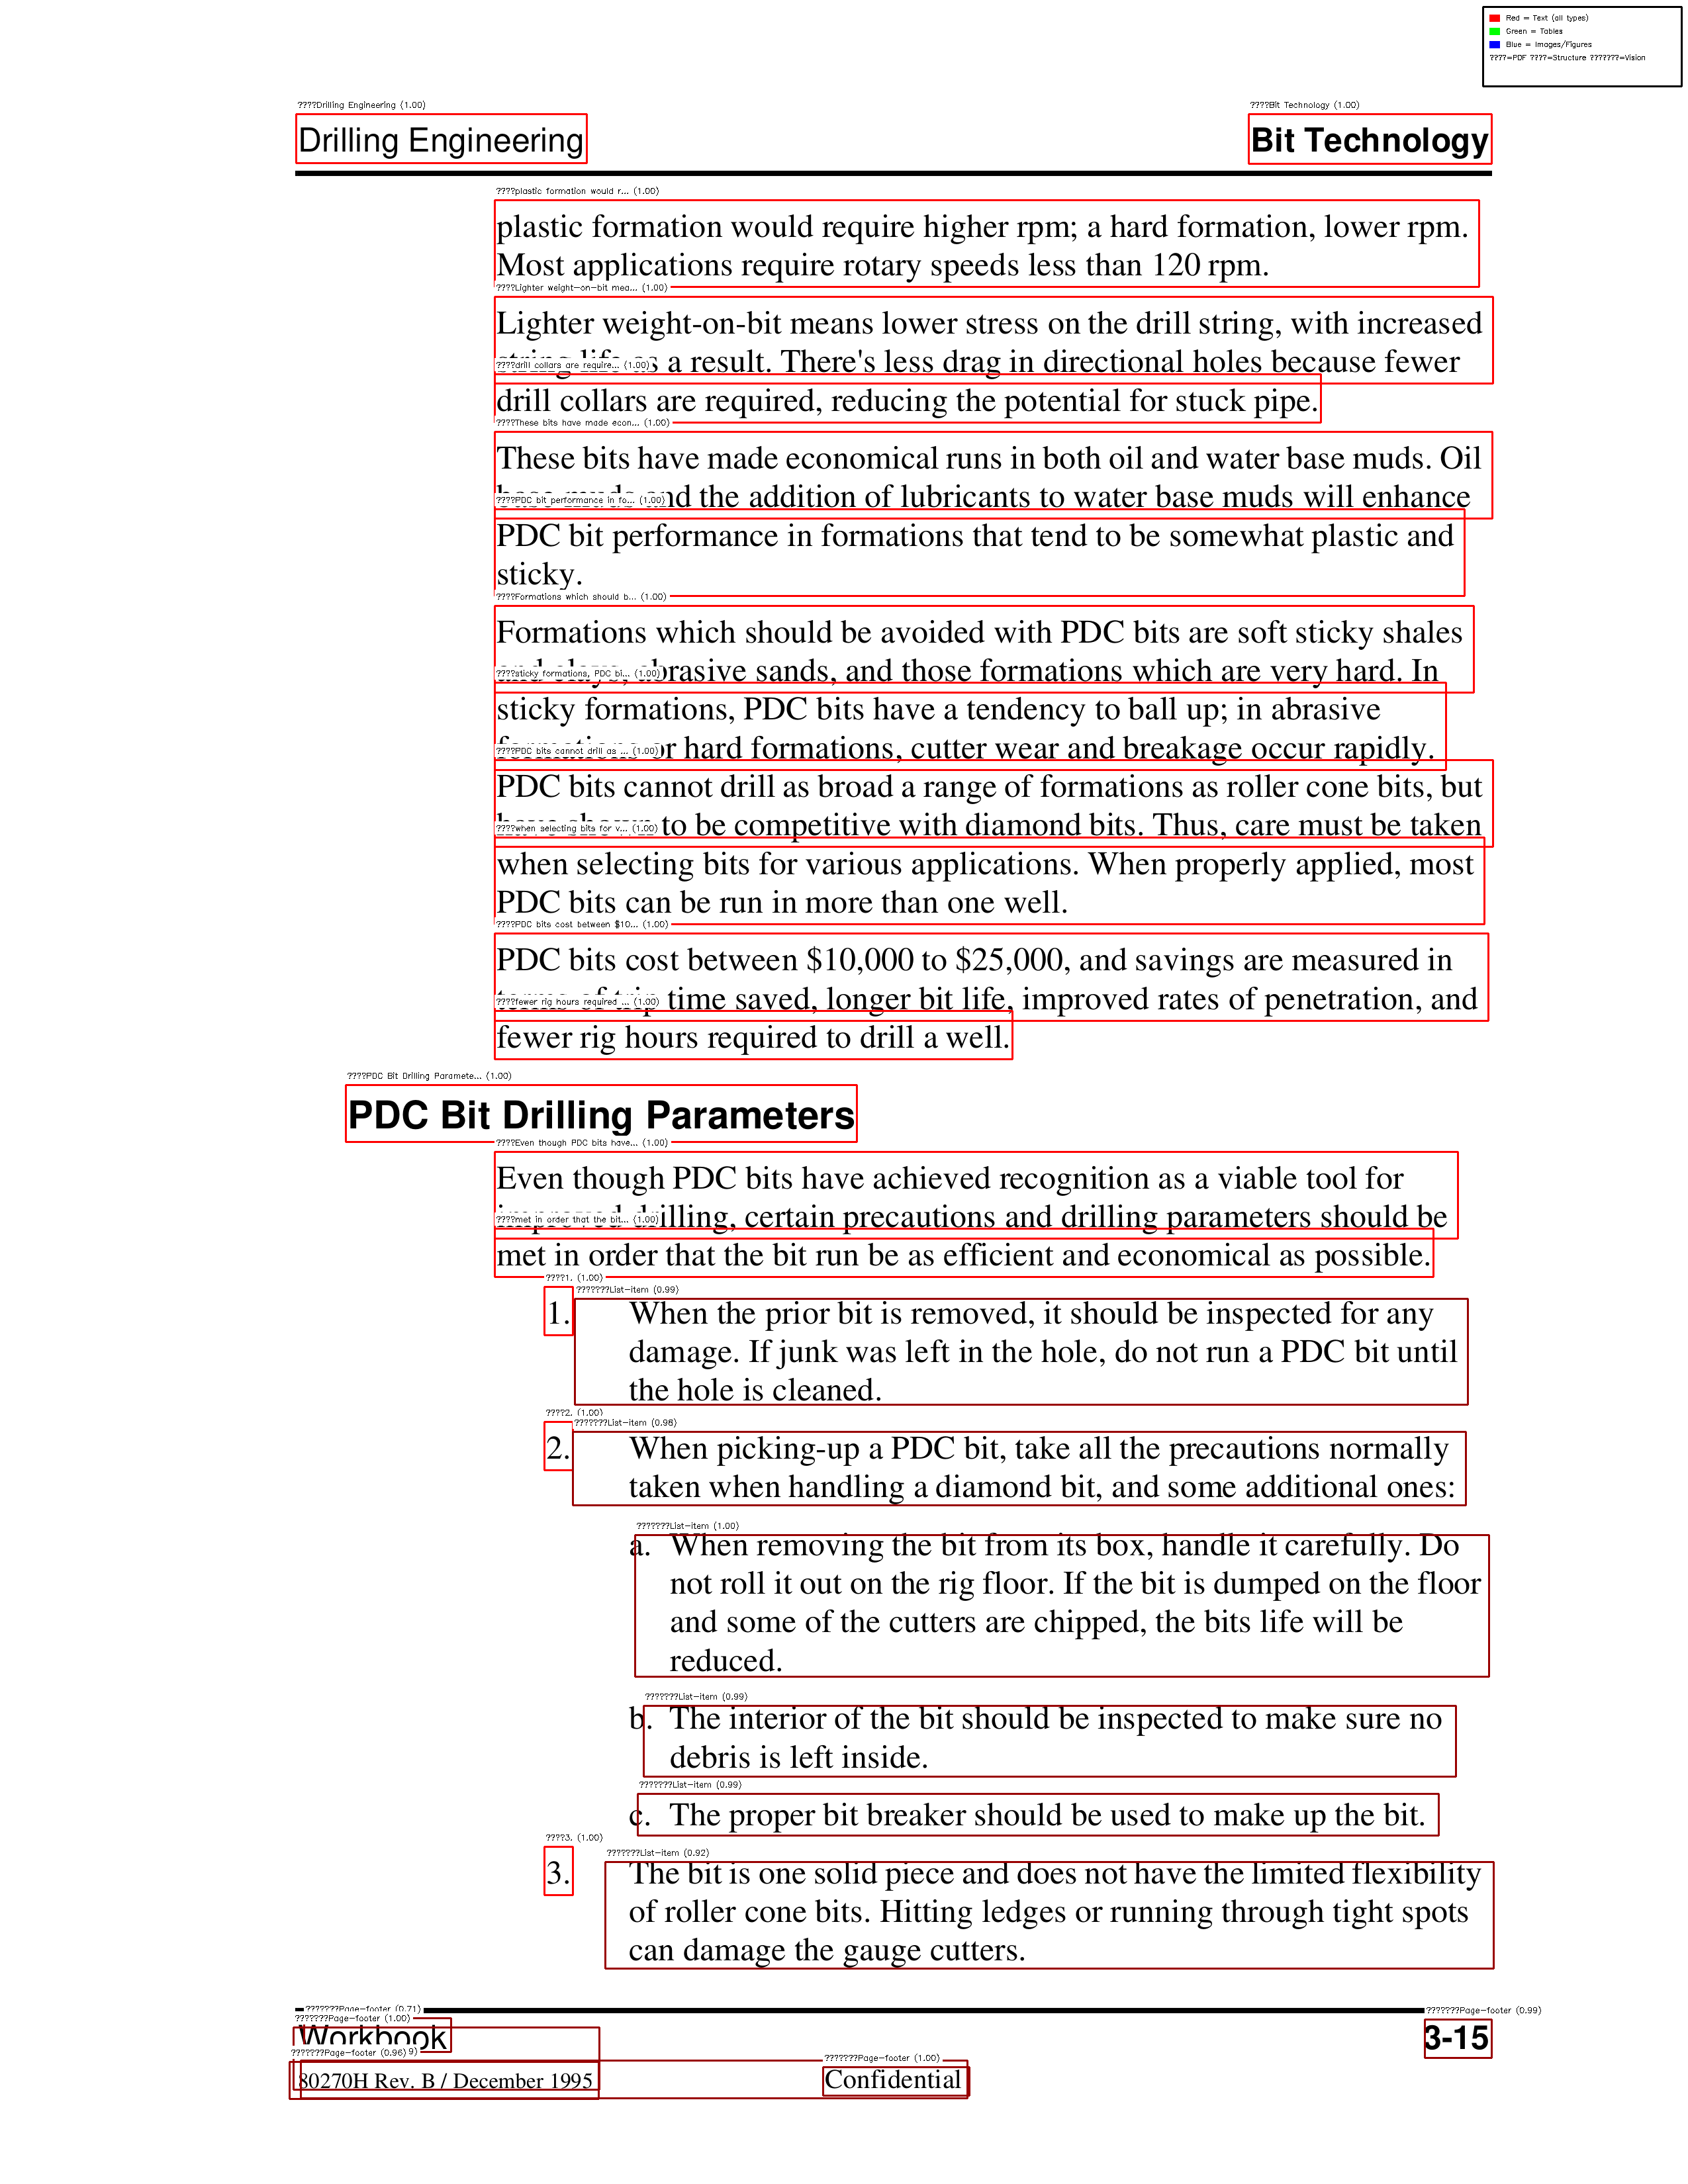 Red = Text (all types)
Green = Tables
Blue = Images/Figures
????=PDF ????=Structure ???????=Vision
????Drilling Engineering (1.00)
????Bit Technology (1.00)
Drilling Engineering
Bit Technology
????plastic formation would r... (1.00)
plastic formation would require higher rpm; a hard formation, lower rpm.
Most applications require rotary speeds less than 120 rpm.
????Lighter weight-on-bit mea... (1.00)
Lighter weight-on-bit means lower stress on the drill string, with increased
string life as a result. There's less drag in directional holes because fewer
????drill collars are require... (1.00)
drill collars are required, reducing the potential for stuck pipe.
????These bits have made econ... (1.00)
These bits have made economical runs in both oil and water base muds. Oil
base muds and the addition of lubricants to water base muds will enhance
????PDC bit performance in fo... (1.00)
PDC bit performance in formations that tend to be somewhat plastic and
sticky.
????Formations which should b... (1.00)
Formations which should be avoided with PDC bits are soft sticky shales
and clays, abrasive sands, and those formations which are very hard. In
????sticky formations, PDC bi... (1.00)
sticky formations, PDC bits have a tendency to ball up; in abrasive
formations or hard formations, cutter wear and breakage occur rapidly.
????PDC bits cannot drill as ... (1.00)
PDC bits cannot drill as broad a range of formations as roller cone bits, but
have shown to be competitive with diamond bits. Thus, care must be taken
????when selecting bits for v... (1.00)
when selecting bits for various applications. When properly applied, most
PDC bits can be run in more than one well.
????PDC bits cost between $10... (1.00)
PDC bits cost between $10,000 to $25,000, and savings are measured in
terms of trip time saved, longer bit life, improved rates of penetration, and
????fewer rig hours required ... (1.00)
fewer rig hours required to drill a well.
????PDC Bit Drilling Paramete... (1.00)
PDC Bit Drilling Parameters
????Even though PDC bits have... (1.00)
Even though PDC bits have achieved recognition as a viable tool for
improved drilling, certain precautions and drilling parameters should be
????met in order that the bit... (1.00)
met in order that the bit run be as efficient and economical as possible.
????1. (1.00)
???????List-item (0.99)
1. When the prior bit is removed, it should be inspected for any
damage. If junk was left in the hole, do not run a PDC bit until
the hole is cleaned.
????2. (1.00)
???????List-item (0.98)
2. When picking-up a PDC bit, take all the precautions normally
taken when handling a diamond bit, and some additional ones:
???????List-item (1.00)
a. When removing the bit from its box, handle it carefully. Do
not roll it out on the rig floor. If the bit is dumped on the floor
and some of the cutters are chipped, the bits life will be
reduced.
???????List-item (0.99)
b. The interior of the bit should be inspected to make sure no
debris is left inside.
???????List-item (0.99)
c. The proper bit breaker should be used to make up the bit.
????3. (1.00)
???????List-item (0.92)
3. The bit is one solid piece and does not have the limited flexibility
of roller cone bits. Hitting ledges or running through tight spots
can damage the gauge cutters.
???????Page-footer (0.71)
???????Page-footer (0.99)
???????Page-footer (1.00)
Workbook
3-15
???????Page-footer (0.96) 9)
???????Page-footer (1.00)
80270H Rev. B / December 1995
Confidential